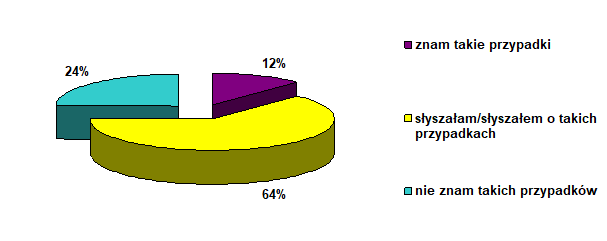 24%
12%
64%
znam takie przypadki
słyszałam/słyszałem o takich
przypadkach
nie znam takich przypadków